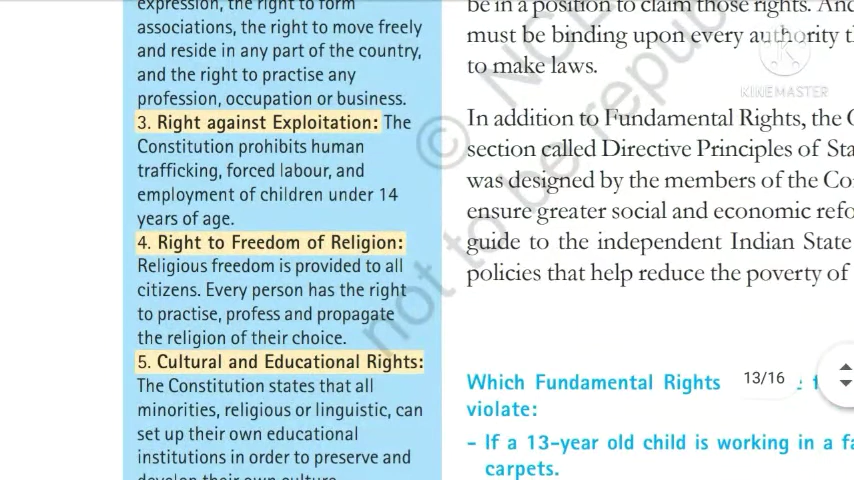 expression, the right to form
associations, the right to move freely
and reside in any part of the country,
and the right to practise any
profession, occupation or business.
3. Right against Exploitation: The
Constitution prohibits human
trafficking, forced labour, and
employment of children under 14
years of age.
4. Right to Freedom of Religion:
Religious freedom is provided to all
citizens. Every person has the right
to practise, profess and propagate
the religion of their choice.
5. Cultural and Educational Rights:
The Constitution states that all
minorities, religious or linguistic, can
set up their own educational
institutions in order to preserve and
develop their own culture.
be in a position to claim those rights. And
must be binding upon every authority
to make laws.
In addition to Fundamental Rights, the
section called Directive Principles of
was designed by the members of the
ensure greater social and economic
guide to the independent Indian State
policies that help reduce the poverty of
Which Fundamental Rights
violate:
- If a 13-year old child is working in a
carpets.
13/16
KINEMASTER
not to be